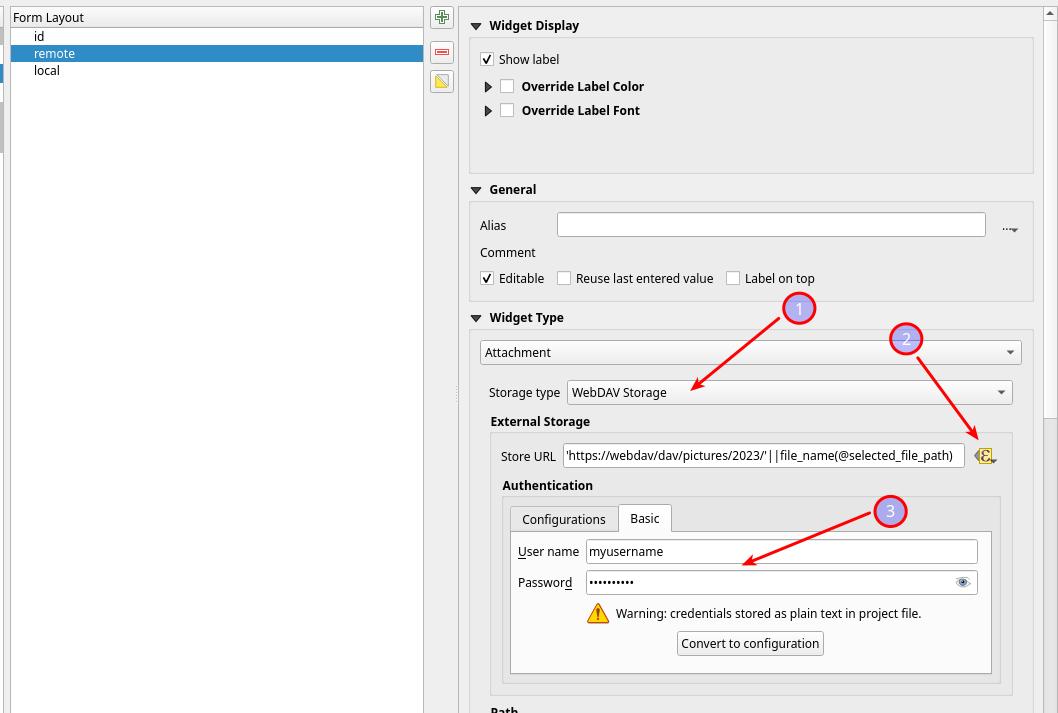 Form Layout
id
remote
local
Widget Display
Show label
Override Label Color
Override Label Font
General
Alias
...
Comment
Editable Reuse last entered value Label on top
Widget Type
1
2
Attachment
Storage type WebDAV Storage
External Storage
Store URL 'https://webdav/dav/pictures/2023/'||file_name(@selected_file_path) ε
Authentication
3
Configurations Basic
User name myusername
Password ••••••••••
Warning: credentials stored as plain text in project file.
Convert to configuration
Path